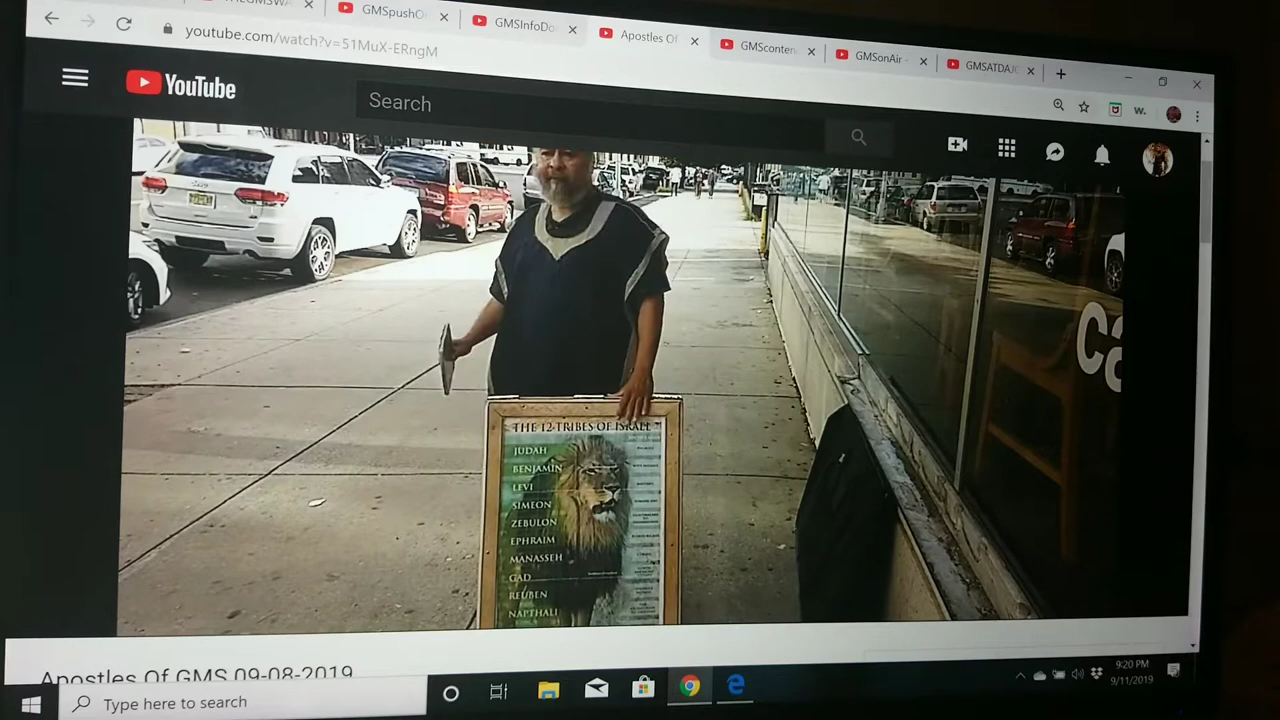 GMSpushO
GMSInfoDo
Apostles Of
GMSconten
GMSonAir -
GMSATDAJC
youtube.com/watch?v=51MuX-ERngM
W.
YouTube
Search
ca
THE 12 TRIBES OF ISRAEL
JUDAH
BENJAMIN
LEVI
SIMEON
ZEBULON
EPHRAIM
MANASSEH
GAD
REUBEN
NAPTHALI
Apostles Of GMS 09-08-2019
Type here to search
9:20 PM
9/11/2019